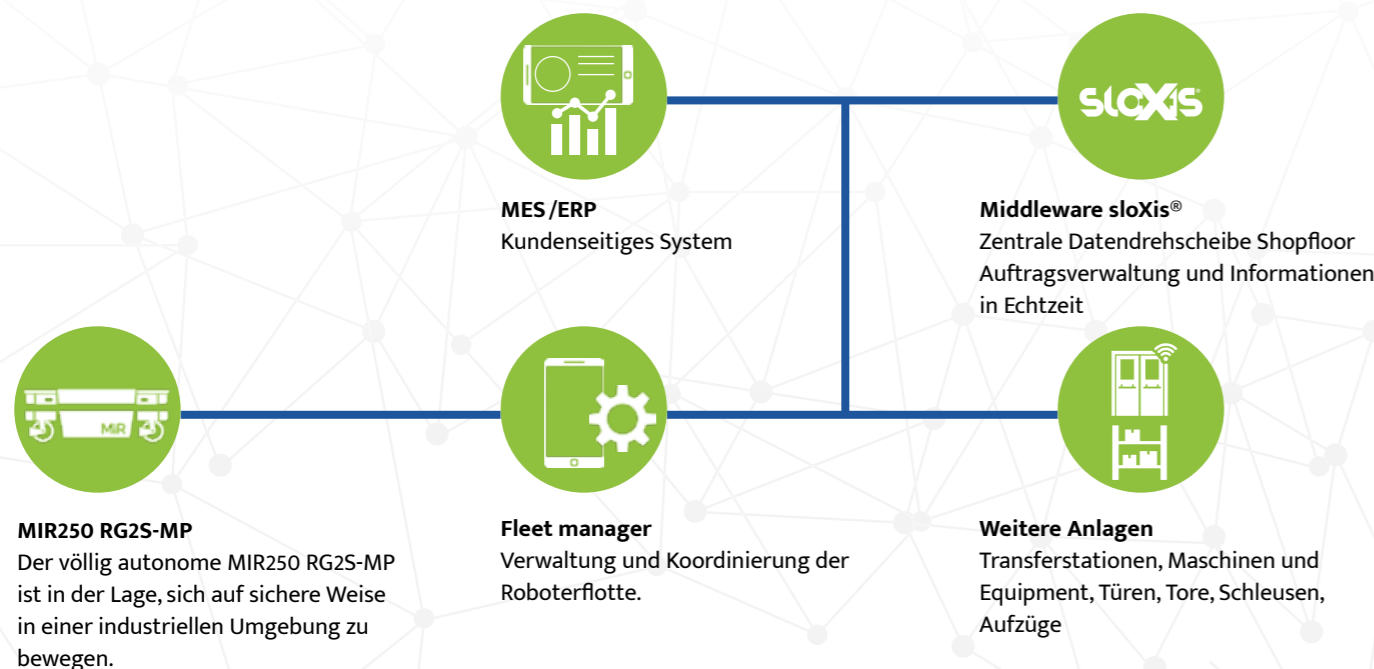 sloXis
MES/ERP
Kundenseitiges System
Middleware sloXis®
Zentrale Datendrehscheibe Shopfloor
Auftragsverwaltung und Informationen
in Echtzeit
MiR
MIR250 RG2S-MP
Der völlig autonome MIR250 RG2S-MP
ist in der Lage, sich auf sichere Weise
in einer industriellen Umgebung zu
bewegen.
Fleet manager
Verwaltung und Koordinierung der
Roboterflotte.
Weitere Anlagen
Transferstationen, Maschinen und
Equipment, Türen, Tore, Schleusen,
Aufzüge